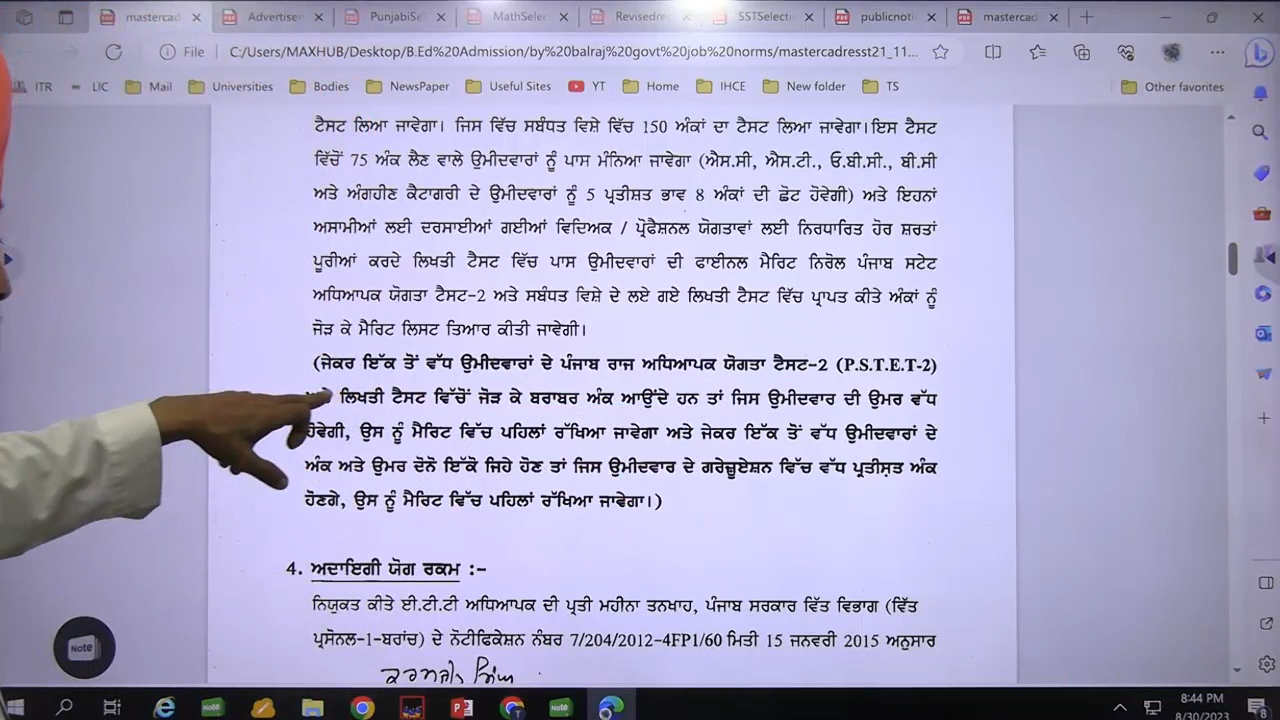 mastercad
Advertisen
PunjabiSel
MathSelec
Revisedre
SSTSelecti
publicnoti
mastercad
File C:/Users/MAXHUB/Desktop/B.Ed%20Admission/by%20balraj%20govt%20job%20norms/mastercadresst21_11...
ITR LIC Mail Universities Bodies NewsPaper Useful Sites YT Home IHCE New folder TS Other favorites
ਟੈਸਟ ਲਿਆ ਜਾਵੇਗਾ। ਜਿਸ ਵਿੱਚ ਸਬੰਧਤ ਵਿਸ਼ੇ ਵਿੱਚ 150 ਅੰਕਾਂ ਦਾ ਟੈਸਟ ਲਿਆ ਜਾਵੇਗਾ।ਇਸ ਟੈਸਟ
ਵਿੱਚੋਂ 75 ਅੰਕ ਲੈਣ ਵਾਲੇ ਉਮੀਦਵਾਰਾਂ ਨੂੰ ਪਾਸ ਮੰਨਿਆ ਜਾਵੇਗਾ (ਐਸ.ਸੀ, ਐਸ.ਟੀ., ਓ.ਬੀ.ਸੀ., ਬੀ.ਸੀ
ਅਤੇ ਅੰਗਹੀਣ ਕੈਟਾਗਰੀ ਦੇ ਉਮੀਦਵਾਰਾਂ ਨੂੰ 5 ਪ੍ਰਤੀਸ਼ਤ ਭਾਵ 8 ਅੰਕਾਂ ਦੀ ਛੋਟ ਹੋਵੇਗੀ) ਅਤੇ ਇਹਨਾਂ
ਅਸਾਮੀਆਂ ਲਈ ਦਰਸਾਈਆਂ ਗਈਆਂ ਵਿਦਿਅਕ / ਪ੍ਰੋਫੈਸ਼ਨਲ ਯੋਗਤਾਵਾਂ ਲਈ ਨਿਰਧਾਰਿਤ ਹੋਰ ਸ਼ਰਤਾਂ
ਪੂਰੀਆਂ ਕਰਦੇ ਲਿਖਤੀ ਟੈਸਟ ਵਿੱਚ ਪਾਸ ਉਮੀਦਵਾਰਾਂ ਦੀ ਫਾਈਨਲ ਮੈਰਿਟ ਨਿਰੋਲ ਪੰਜਾਬ ਸਟੇਟ
ਅਧਿਆਪਕ ਯੋਗਤਾ ਟੈਸਟ-2 ਅਤੇ ਸਬੰਧਤ ਵਿਸ਼ੇ ਦੇ ਲਏ ਗਏ ਲਿਖਤੀ ਟੈਸਟ ਵਿੱਚ ਪ੍ਰਾਪਤ ਕੀਤੇ ਅੰਕਾਂ ਨੂੰ
ਜੋੜ ਕੇ ਮੈਰਿਟ ਲਿਸਟ ਤਿਆਰ ਕੀਤੀ ਜਾਵੇਗੀ।
(ਜੇਕਰ ਇੱਕ ਤੋਂ ਵੱਧ ਉਮੀਦਵਾਰਾਂ ਦੇ ਪੰਜਾਬ ਰਾਜ ਅਧਿਆਪਕ ਯੋਗਤਾ ਟੈਸਟ-2 (P.S.T.E.T-2)
ਲਿਖਤੀ ਟੈਸਟ ਵਿੱਚੋਂ ਜੋੜ ਕੇ ਬਰਾਬਰ ਅੰਕ ਆਉਂਦੇ ਹਨ ਤਾਂ ਜਿਸ ਉਮੀਦਵਾਰ ਦੀ ਉਮਰ ਵੱਧ
ਹੋਵੇਗੀ, ਉਸ ਨੂੰ ਮੈਰਿਟ ਵਿੱਚ ਪਹਿਲਾਂ ਰੱਖਿਆ ਜਾਵੇਗਾ ਅਤੇ ਜੇਕਰ ਇੱਕ ਤੋਂ ਵੱਧ ਉਮੀਦਵਾਰਾਂ ਦੇ
ਅੰਕ ਅਤੇ ਉਮਰ ਦੋਨੋ ਇੱਕੋ ਜਿਹੇ ਹੋਣ ਤਾਂ ਜਿਸ ਉਮੀਦਵਾਰ ਦੇ ਗਰੇਜੂਏਸ਼ਨ ਵਿੱਚ ਵੱਧ ਪ੍ਰਤੀਸ਼ਤ ਅੰਕ
ਹੋਣਗੇ, ਉਸ ਨੂੰ ਮੈਰਿਟ ਵਿੱਚ ਪਹਿਲਾਂ ਰੱਖਿਆ ਜਾਵੇਗਾ।)
4. ਅਦਾਇਗੀ ਯੋਗ ਰਕਮ :-
ਨਿਯੁਕਤ ਕੀਤੇ ਈ.ਟੀ.ਟੀ ਅਧਿਆਪਕ ਦੀ ਪ੍ਰਤੀ ਮਹੀਨਾ ਤਨਖਾਹ, ਪੰਜਾਬ ਸਰਕਾਰ ਵਿੱਤ ਵਿਭਾਗ (ਵਿੱਤ
ਪ੍ਰਸੋਨਲ-1-ਬਰਾਂਚ) ਦੇ ਨੋਟੀਫਿਕੇਸ਼ਨ ਨੰਬਰ 7/204/2012-4FP1/60 ਮਿਤੀ 15 ਜਨਵਰੀ 2015 ਅਨੁਸਾਰ
ਸਿੰਘ
Note
Note
Note
8:44 PM
8/30/2023
8